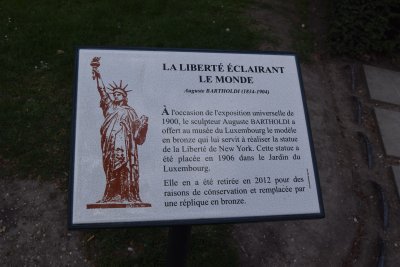 LA LIBERTÉ ÉCLAIRANT
LE MONDE
Auguste BARTHOLDI (1814-1904)
À l'occasion de l'exposition universelle de
1900, le sculpteur Auguste BARTHOLDI a
offert au musée du Luxembourg le modèle
en bronze qui lui servit à réaliser la statue
de la Liberté de New York. Cette statue a
été placée en 1906 dans le Jardin du
Luxembourg.
Elle en a été retirée en 2012 pour des
raisons de conservation et remplacée par
une réplique en bronze.